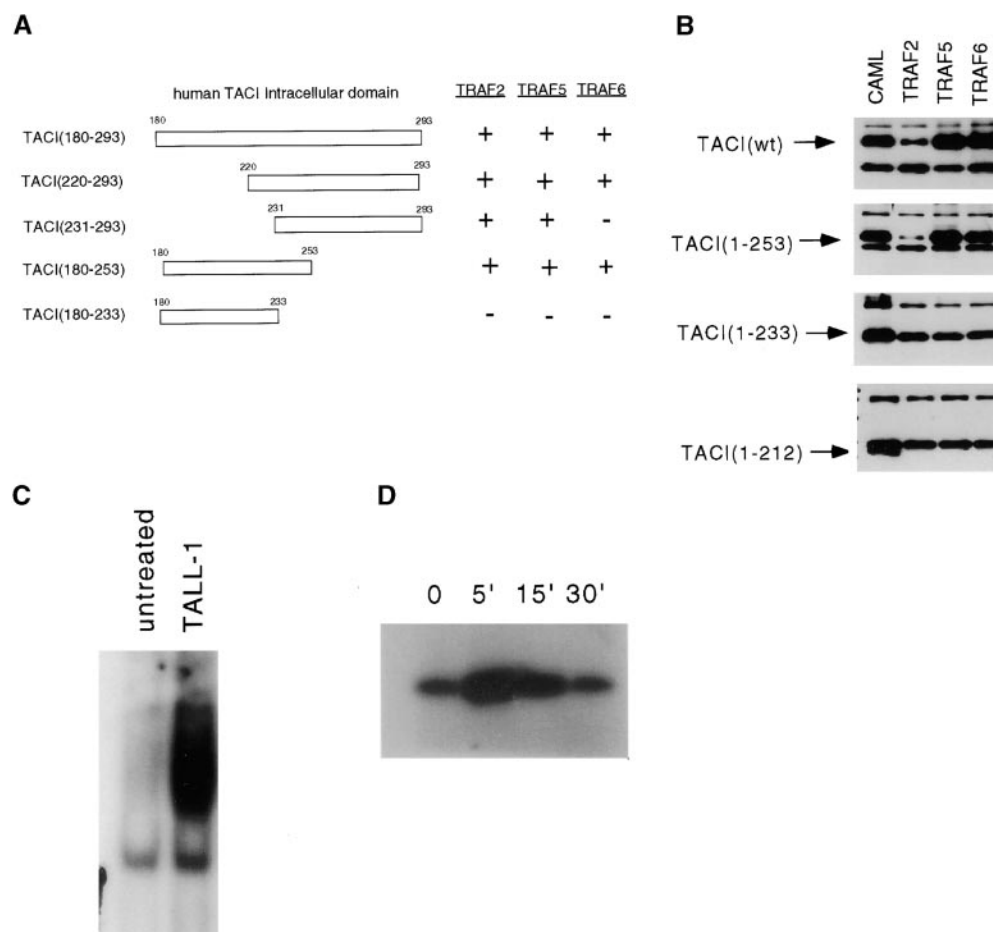 A
human TACI Intracellular domain
TRAF2 TRAF5 TRAF6
TACI(180-293)
180 293
+ + +
TACI(220-293)
220 293
+ + +
TACI(231-293)
231 293
+ + -
TACI(180-253)
180 253
+ + +
TACI(180-233)
180 233
- - -
B
CAML TRAF2 TRAF5 TRAF6
TACI(wt)
TACI(1-253)
TACI(1-233)
TACI(1-212)
C
untreated
TALL-1
D
0 5' 15' 30'